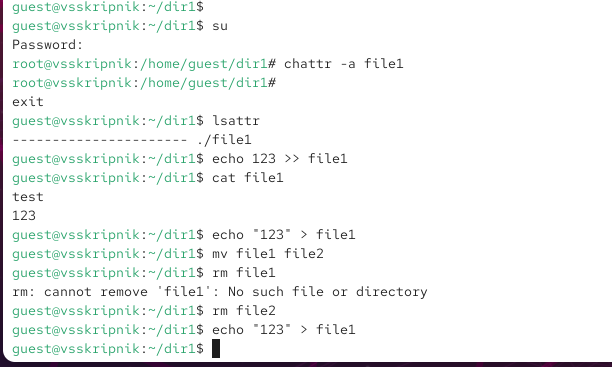 guest@vsskripnik:~/dir1$
guest@vsskripnik:~/dir1$ su
Password:
root@vsskripnik:/home/guest/dir1# chattr -a file1
root@vsskripnik:/home/guest/dir1#
exit
guest@vsskripnik:~/dir1$ lsattr
---------------------- ./file1
guest@vsskripnik:~/dir1$ echo 123 >> file1
guest@vsskripnik:~/dir1$ cat file1
test
123
guest@vsskripnik:~/dir1$ echo "123" > file1
guest@vsskripnik:~/dir1$ mv file1 file2
guest@vsskripnik:~/dir1$ rm file1
rm: cannot remove 'file1': No such file or directory
guest@vsskripnik:~/dir1$ rm file2
guest@vsskripnik:~/dir1$ echo "123" > file1
guest@vsskripnik:~/dir1$